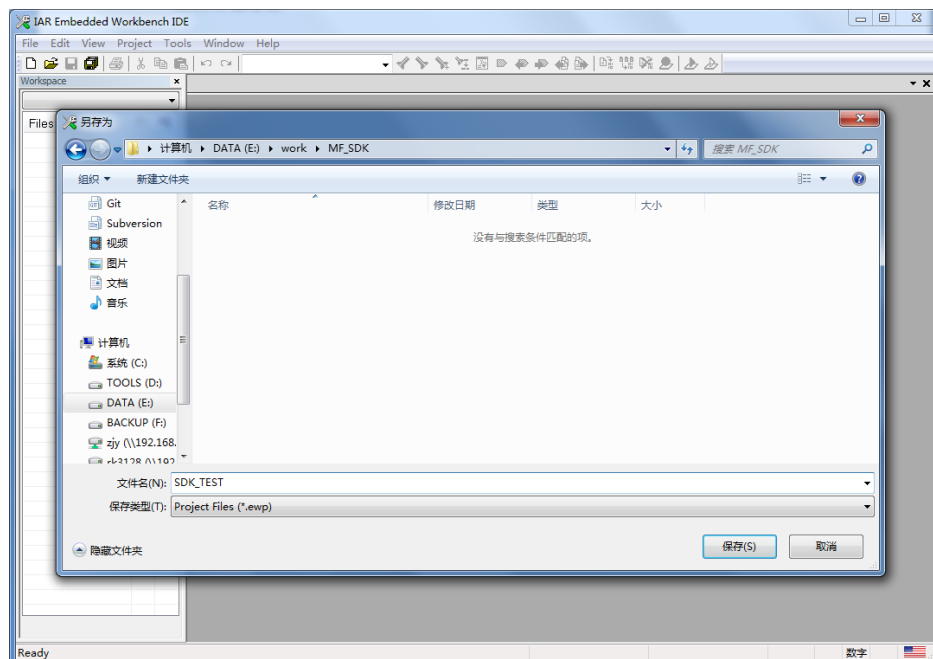 IAR Embedded Workbench IDE
File Edit View Project Tools Window Help
Workspace
Files
另存为
计算机 DATA (E:) work MF_SDK
搜索 MF_SDK
组织 新建文件夹
名称 修改日期 类型 大小
没有与搜索条件匹配的项。
Git
Subversion
视频
图片
文档
音乐
计算机
系统 (C:)
TOOLS (D:)
DATA (E:)
BACKUP (F:)
zjy (\\192.168.
rk3128 (\\192
文件名(N): SDK_TEST
保存类型(T): Project Files (*.ewp)
隐藏文件夹
保存(S) 取消
Ready
数字